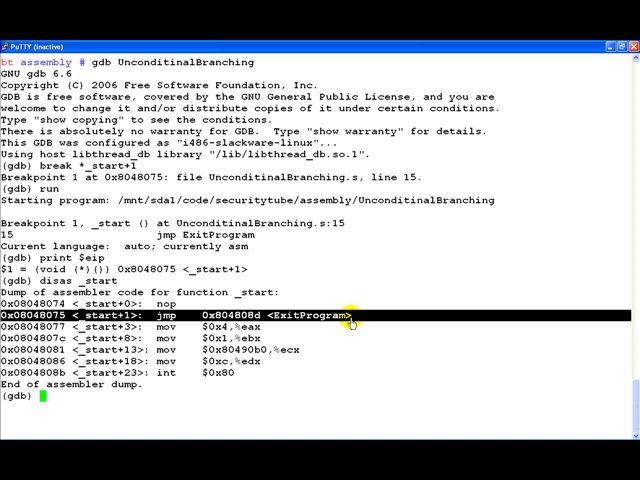 PuTTY (inactive)
bt assembly # gdb UnconditinalBranching
GNU gdb 6.6
Copyright (C) 2006 Free Software Foundation, Inc.
GDB is free software, covered by the GNU General Public License, and you are
welcome to change it and/or distribute copies of it under certain conditions.
Type "show copying" to see the conditions.
There is absolutely no warranty for GDB.  Type "show warranty" for details.
This GDB was configured as "i486-slackware-linux"...
Using host libthread_db library "/lib/libthread_db.so.1".
(gdb) break *_start+1
Breakpoint 1 at 0x8048075: file UnconditinalBranching.s, line 15.
(gdb) run
Starting program: /mnt/sda1/code/securitytube/assembly/UnconditinalBranching
Breakpoint 1, _start () at UnconditinalBranching.s:15
15              jmp ExitProgram
Current language:  auto; currently asm
(gdb) print $eip
$1 = (void (*)()) 0x8048075 <_start+1>
(gdb) disas _start
Dump of assembler code for function _start:
0x08048074 <_start+0>:  nop
0x08048075 <_start+1>:  jmp    0x804808d <ExitProgram>
0x08048077 <_start+3>:  mov    $0x4,%eax
0x0804807c <_start+8>:  mov    $0x1,%ebx
0x08048081 <_start+13>: mov    $0x80490b0,%ecx
0x08048086 <_start+18>: mov    $0xc,%edx
0x0804808b <_start+23>: int    $0x80
End of assembler dump.
(gdb)